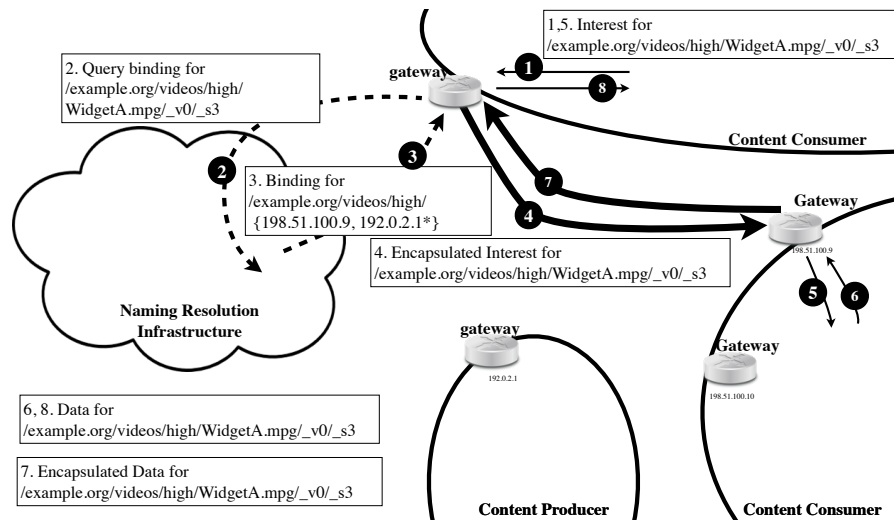 1,5. Interest for
/example.org/videos/high/WidgetA.mpg/_v0/_s3
2. Query binding for
/example.org/videos/high/
WidgetA.mpg/_v0/_s3
gateway
1
8
Content Consumer
2
3
3. Binding for
/example.org/videos/high/
{198.51.100.9, 192.0.2.1*}
7
4
Gateway
198.51.100.9
4. Encapsulated Interest for
/example.org/videos/high/WidgetA.mpg/_v0/_s3
5
6
Naming Resolution
Infrastructure
gateway
192.0.2.1
Gateway
198.51.100.10
6, 8. Data for
/example.org/videos/high/WidgetA.mpg/_v0/_s3
7. Encapsulated Data for
/example.org/videos/high/WidgetA.mpg/_v0/_s3
Content Producer
Content Consumer